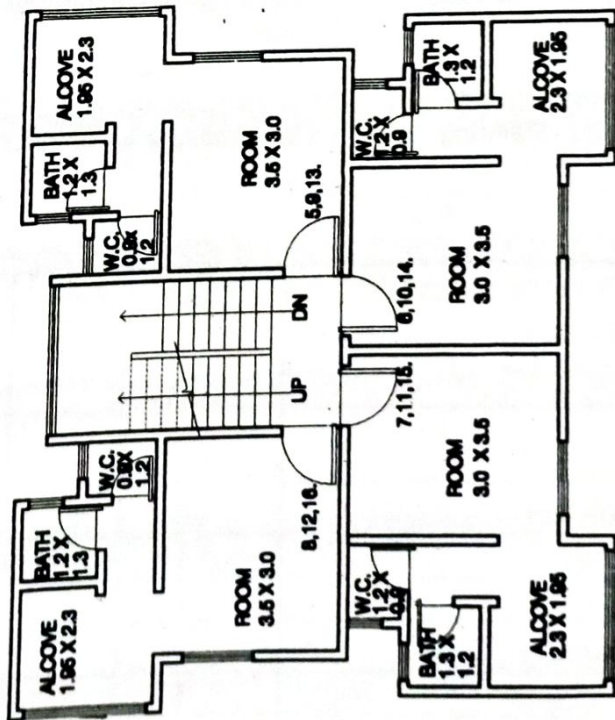 ALCOVE
1.95 X 2.3
BATH
1.2 X
1.3
W.C.
0.9X
1.2
W.C.
0.9X
1.2
BATH
1.2 X
1.3
ALCOVE
1.95 X 2.3
ROOM
3.5 X 3.0
8,12,16.
UP
DN
5,9,13.
ROOM
3.5 X 3.0
W.C.
1.2 X
0.9
7,11,15.
6,10,14.
W.C.
1.2 X
0.9
BATH
1.3 X
1.2
ROOM
3.0 X 3.5
ROOM
3.0 X 3.5
BATH
1.3 X
1.2
ALCOVE
2.3 X 1.95
ALCOVE
2.3 X 1.95